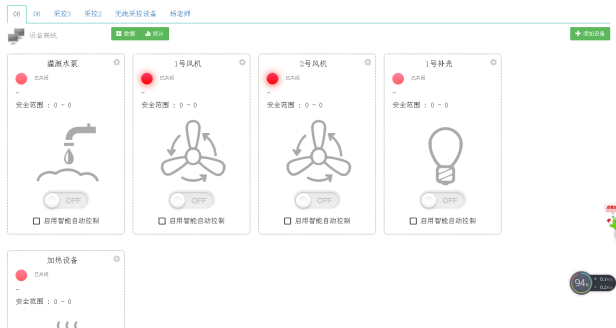 06 06 采控3 采控2 无线采控设备 杨老师
设备离线 数据 统计 添加设备
灌溉水泵 1号风机 2号风机 1号补光
已关闭 已关闭 已关闭 已关闭
- - - -
安全范围 : 0 - 0 安全范围 : 0 - 0 安全范围 : 0 - 0 安全范围 : 0 - 0
OFF OFF OFF OFF
启用智能自动控制 启用智能自动控制 启用智能自动控制 启用智能自动控制
加热设备
已关闭
-
安全范围 : 0 - 0
94%